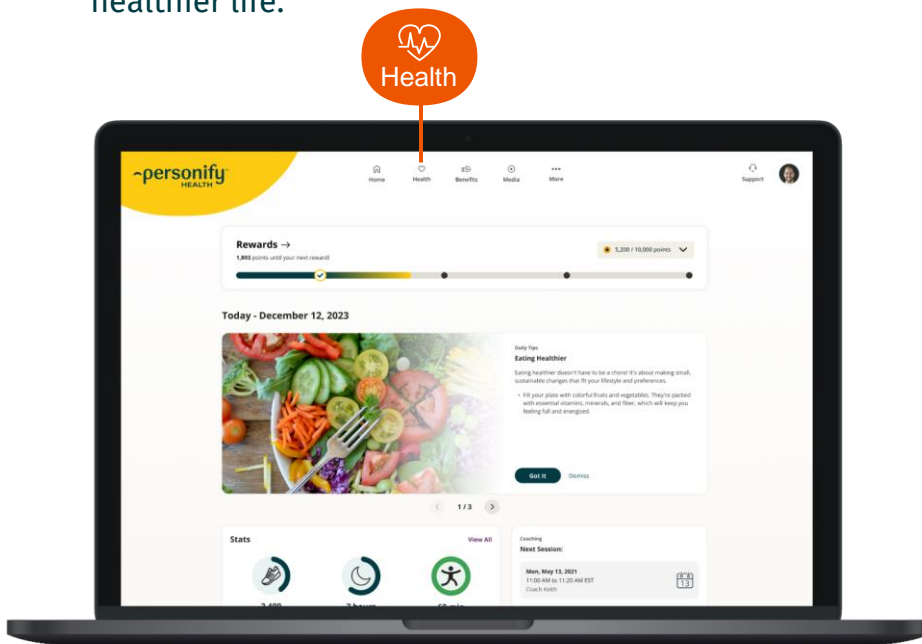 healthier life.
Health
~personify
HEALTH
Home
Health
Benefits
Media
More
Support
Rewards →
1,893 points until your next reward!
3,200 / 10,000 points
Today - December 12, 2023
Daily Tips
Eating Healthier
Eating healthier doesn't have to be a chore! It's about making small,
sustainable changes that fit your lifestyle and preferences.
• Fill your plate with colorful fruits and vegetables. They're packed
with essential vitamins, minerals, and fiber, which will keep you
feeling full and energized.
Got It
Dismiss
1 / 3
Stats
View All
Coaching
Next Session:
Mon, May 13, 2021
11:00 AM to 11:20 AM EST
Coach Keith
13